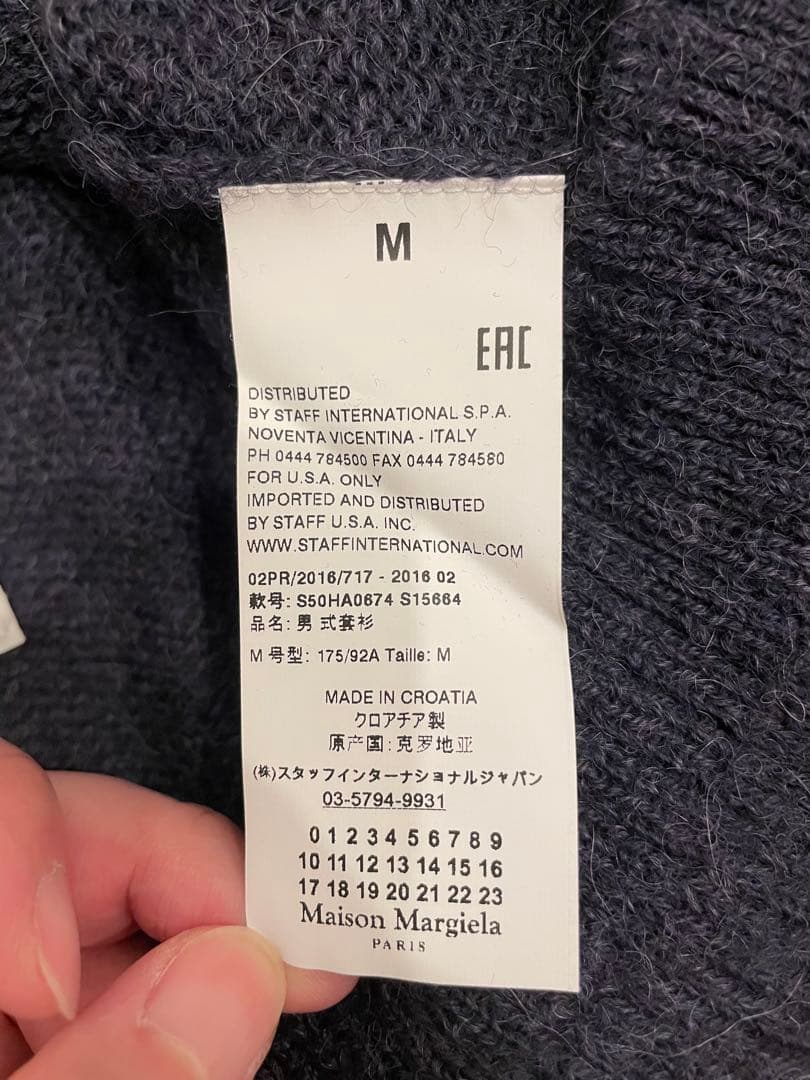 M
EAC
DISTRIBUTED
BY STAFF INTERNATIONAL S.P.A.
NOVENTA VICENTINA - ITALY
PH 0444 784500 FAX 0444 784580
FOR U.S.A. ONLY
IMPORTED AND DISTRIBUTED
BY STAFF U.S.A. INC.
WWW.STAFFINTERNATIONAL.COM
02PR/2016/717 - 2016 02
款号: S50HA0674 S15664
品名: 男 式套衫
M 号型: 175/92A Taille: M
MADE IN CROATIA
クロアチア製
原产国: 克罗地亚
(株)スタッフインターナショナルジャパン
03-5794-9931
0 1 2 3 4 5 6 7 8 9
10 11 12 13 14 15 16
17 18 19 20 21 22 23
Maison Margiela
PARIS